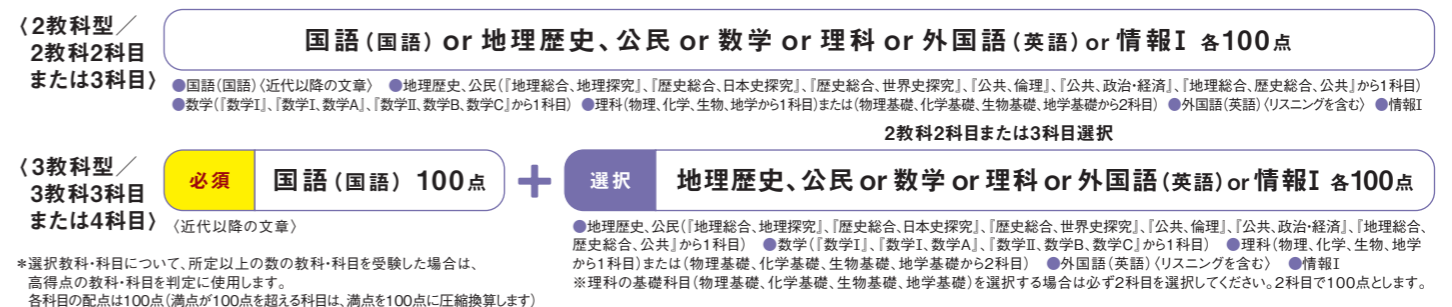 〈2教科型／
2教科2科目
または3科目〉
国語(国語) or 地理歴史、公民 or 数学 or 理科 or 外国語(英語) or 情報I 各100点
●国語(国語)〈近代以降の文章〉 ●地理歴史、公民(『地理総合、地理探究』、『歴史総合、日本史探究』、『歴史総合、世界史探究』、『公共、倫理』、『公共、政治・経済』、『地理総合、歴史総合、公共』から1科目)
●数学(『数学I』、『数学I、数学A』、『数学II、数学B、数学C』から1科目) ●理科(物理、化学、生物、地学から1科目)または(物理基礎、化学基礎、生物基礎、地学基礎から2科目) ●外国語(英語)〈リスニングを含む〉 ●情報I
2教科2科目または3科目選択
〈3教科型／
3教科3科目
または4科目〉
必須 国語(国語) 100点 + 選択 地理歴史、公民 or 数学 or 理科 or 外国語(英語) or 情報I 各100点
〈近代以降の文章〉
●地理歴史、公民(『地理総合、地理探究』、『歴史総合、日本史探究』、『歴史総合、世界史探究』、『公共、倫理』、『公共、政治・経済』、『地理総合、
歴史総合、公共』から1科目) ●数学(『数学I』、『数学I、数学A』、『数学II、数学B、数学C』から1科目) ●理科(物理、化学、生物、地学
から1科目)または(物理基礎、化学基礎、生物基礎、地学基礎から2科目) ●外国語(英語)〈リスニングを含む〉 ●情報I
※理科の基礎科目(物理基礎、化学基礎、生物基礎、地学基礎)を選択する場合は必ず2科目を選択してください。2科目で100点とします。
*選択教科・科目について、所定以上の数の教科・科目を受験した場合は、
高得点の教科・科目を判定に使用します。
各科目の配点は100点(満点が100点を超える科目は、満点を100点に圧縮換算します)